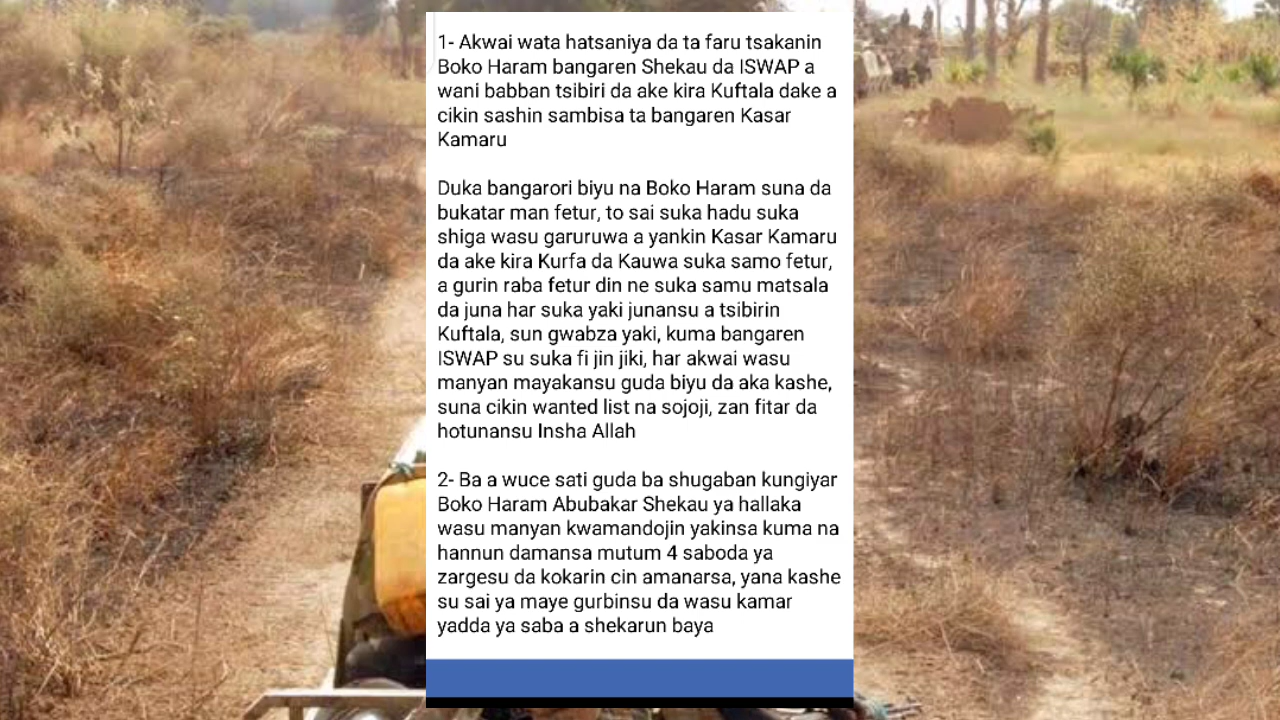 1- Akwai wata hatsaniya da ta faru tsakanin
Boko Haram bangaren Shekau da ISWAP a
wani babban tsibiri da ake kira Kuftala dake a
cikin sashin sambisa ta bangaren Kasar
Kamaru
Duka bangarori biyu na Boko Haram suna da
bukatar man fetur, to sai suka hadu suka
shiga wasu garuruwa a yankin Kasar Kamaru
da ake kira Kurfa da Kauwa suka samo fetur,
a gurin raba fetur din ne suka samu matsala
da juna har suka yaki junansu a tsibirin
Kuftala, sun gwabza yaki, kuma bangaren
ISWAP su suka fi jin jiki, har akwai wasu
manyan mayakansu guda biyu da aka kashe,
suna cikin wanted list na sojoji, zan fitar da
hotunansu Insha Allah
2- Ba a wuce sati guda ba shugaban kungiyar
Boko Haram Abubakar Shekau ya hallaka
wasu manyan kwamandojin yakinsa kuma na
hannun damansa mutum 4 saboda ya
zargesu da kokarin cin amanarsa, yana kashe
su sai ya maye gurbinsu da wasu kamar
yadda ya saba a shekarun baya